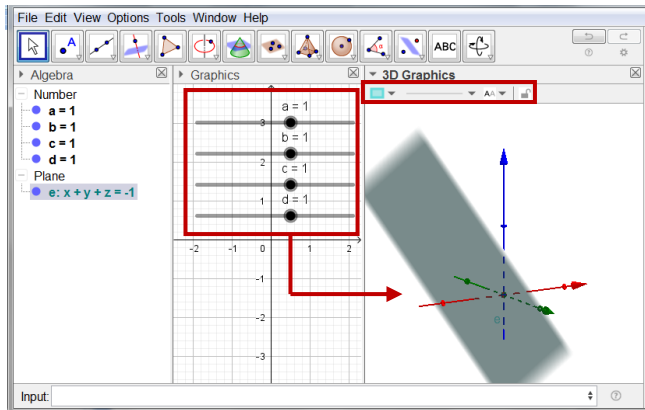 File Edit View Options Tools Window Help
A
ABC
Algebra
Number
a = 1
b = 1
c = 1
d = 1
Plane
e: x + y + z = -1
Graphics
a = 1
3
b = 1
2
c = 1
1
d = 1
-2 -1 0 1 2
-1
-2
-3
3D Graphics
AA
e
Input: